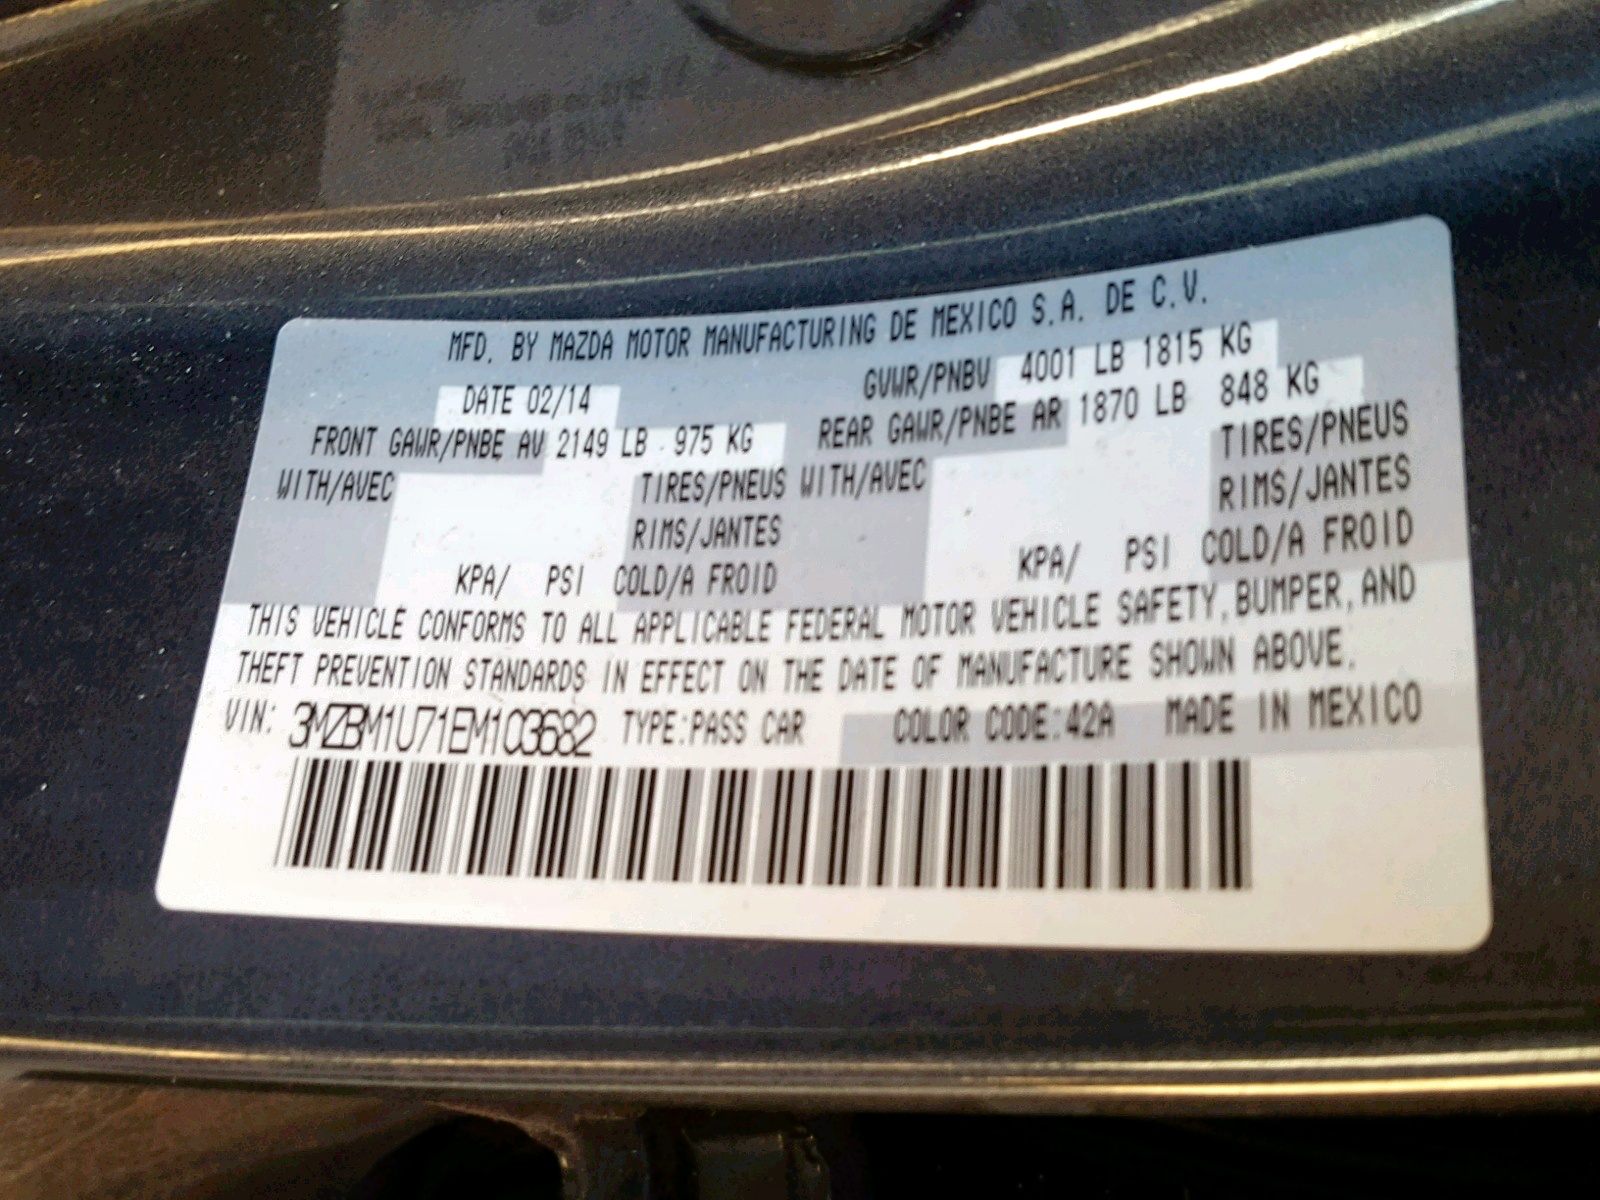 MFD. BY MAZDA MOTOR MANUFACTURING DE MEXICO S.A. DE C.V.
DATE 02/14 GVWR/PNBV 4001 LB 1815 KG
FRONT GAWR/PNBE AV 2149 LB 975 KG REAR GAWR/PNBE AR 1870 LB 848 KG
WITH/AVEC TIRES/PNEUS WITH/AVEC TIRES/PNEUS
RIMS/JANTES RIMS/JANTES
KPA/ PSI COLD/A FROID KPA/ PSI COLD/A FROID
THIS VEHICLE CONFORMS TO ALL APPLICABLE FEDERAL MOTOR VEHICLE SAFETY, BUMPER, AND
THEFT PREVENTION STANDARDS IN EFFECT ON THE DATE OF MANUFACTURE SHOWN ABOVE.
VIN: 3MZBM1U71EM103682 TYPE:PASS CAR COLOR CODE:42A MADE IN MEXICO